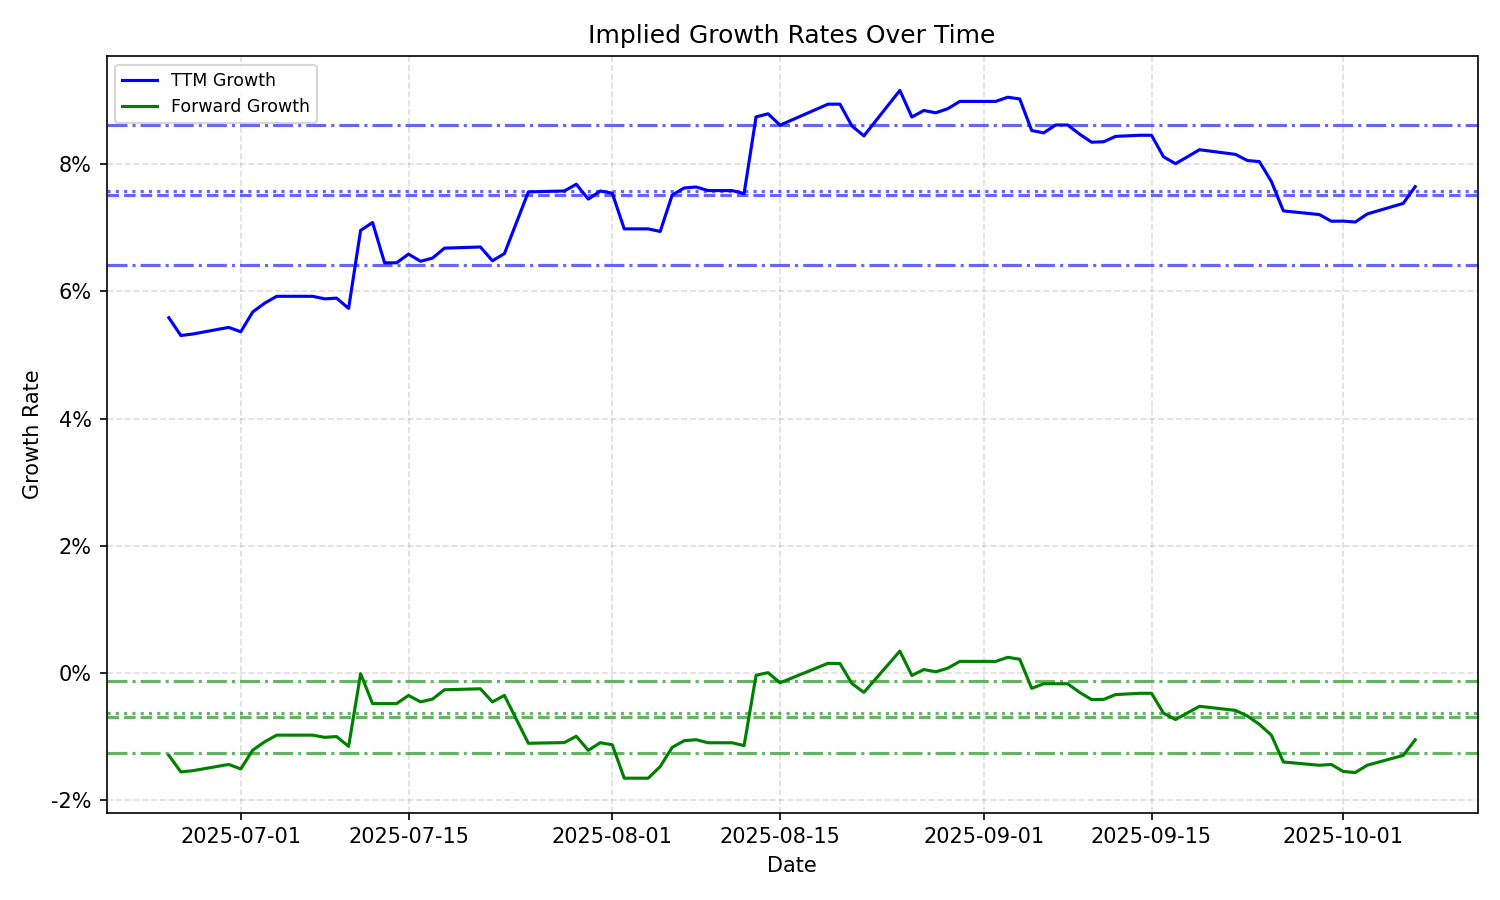 Implied Growth Rates Over Time
TTM Growth
Forward Growth
8%
6%
4%
2%
0%
-2%
Growth Rate
2025-07-01
2025-07-15
2025-08-01
2025-08-15
2025-09-01
2025-09-15
2025-10-01
Date